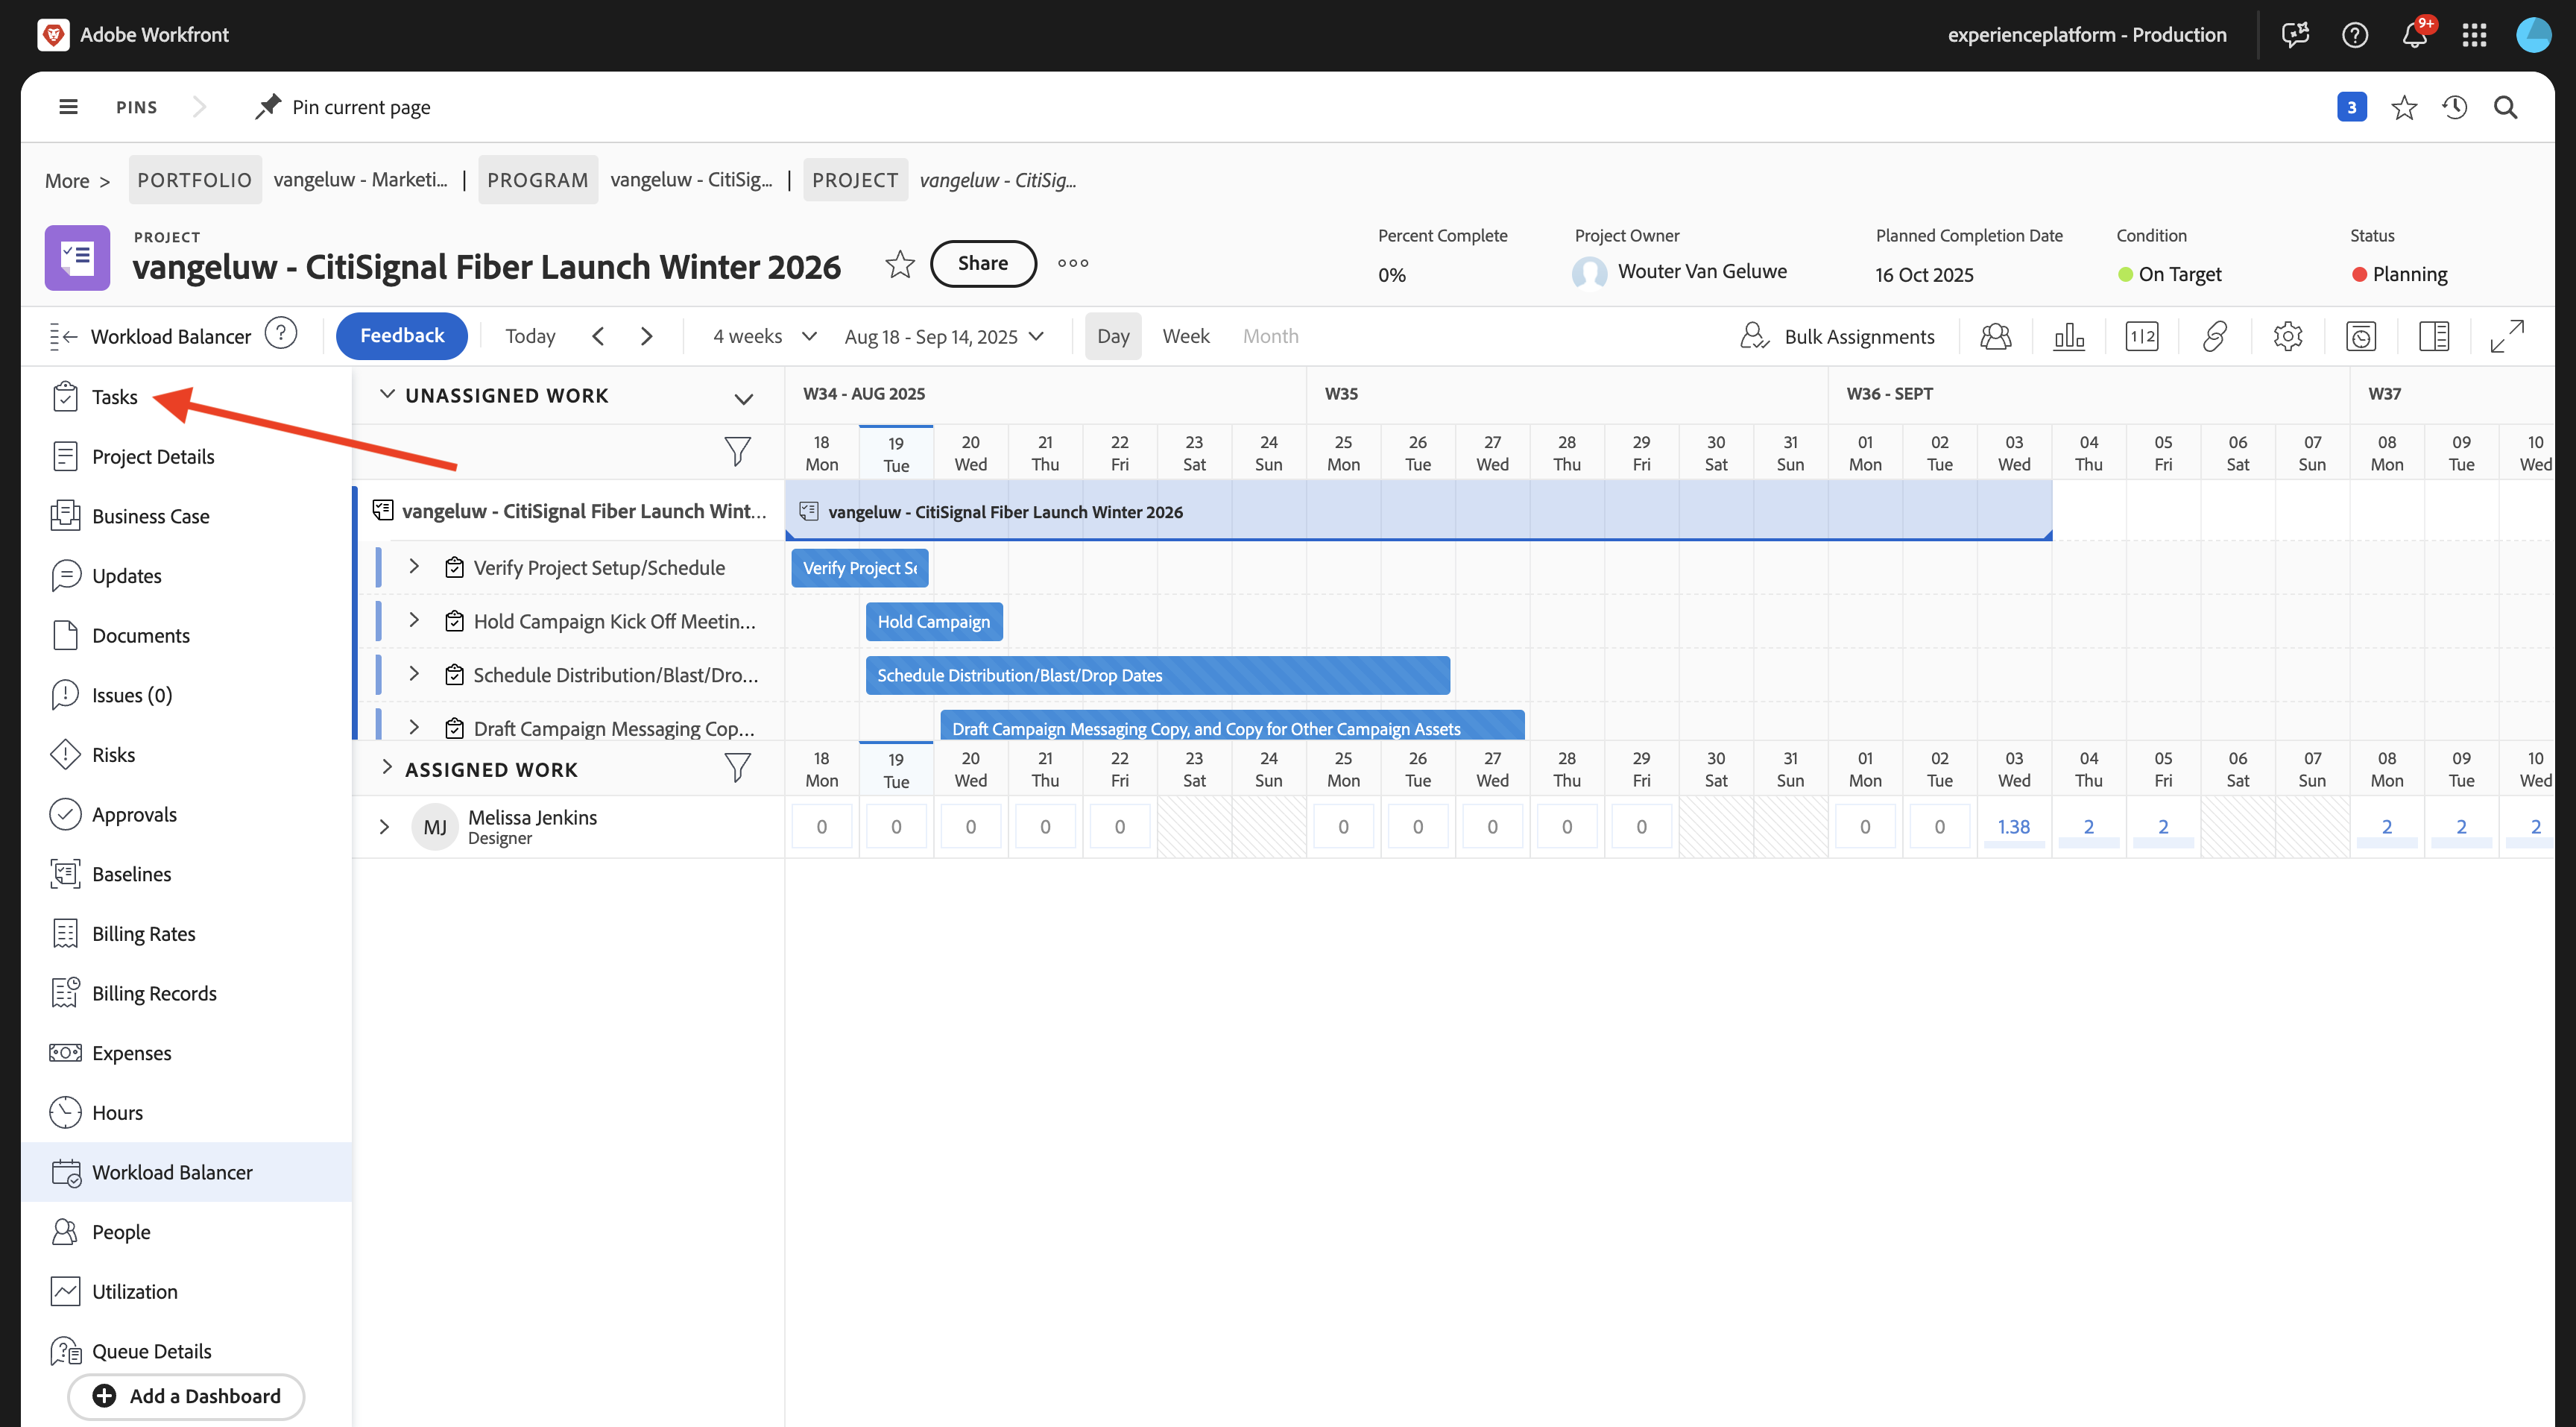 Adobe Workfront
experienceplatform - Production
9+
PINS
Pin current page
3
More >
PORTFOLIO
vangeluw - Marketi...
|
PROGRAM
vangeluw - CitiSig...
|
PROJECT
vangeluw - CitiSig...
PROJECT
vangeluw - CitiSignal Fiber Launch Winter 2026
Share
Percent Complete
0%
Project Owner
Wouter Van Geluwe
Planned Completion Date
16 Oct 2025
Condition
On Target
Status
Planning
Workload Balancer
?
Feedback
Today
4 weeks
Aug 18 - Sep 14, 2025
Day
Week
Month
Bulk Assignments
1|2
Tasks
Project Details
Business Case
Updates
Documents
Issues (0)
Risks
Approvals
Baselines
Billing Rates
Billing Records
Expenses
Hours
Workload Balancer
People
Utilization
Queue Details
Add a Dashboard
UNASSIGNED WORK
W34 - AUG 2025
W35
W36 - SEPT
W37
18 19 20 21 22 23 24 25 26 27 28 29 30 31 01 02 03 04 05 06 07 08 09 10
Mon Tue Wed Thu Fri Sat Sun Mon Tue Wed Thu Fri Sat Sun Mon Tue Wed Thu Fri Sat Sun Mon Tue Wed
vangeluw - CitiSignal Fiber Launch Wint...
vangeluw - CitiSignal Fiber Launch Winter 2026
Verify Project Setup/Schedule
Verify Project Se
Hold Campaign Kick Off Meetin...
Hold Campaign
Schedule Distribution/Blast/Dro...
Schedule Distribution/Blast/Drop Dates
Draft Campaign Messaging Cop...
Draft Campaign Messaging Copy, and Copy for Other Campaign Assets
ASSIGNED WORK
18 19 20 21 22 23 24 25 26 27 28 29 30 31 01 02 03 04 05 06 07 08 09 10
Mon Tue Wed Thu Fri Sat Sun Mon Tue Wed Thu Fri Sat Sun Mon Tue Wed Thu Fri Sat Sun Mon Tue Wed
MJ
Melissa Jenkins
Designer
0 0 0 0 0 0 0 0 0 0 0 0 1.38 2 2 2 2 2